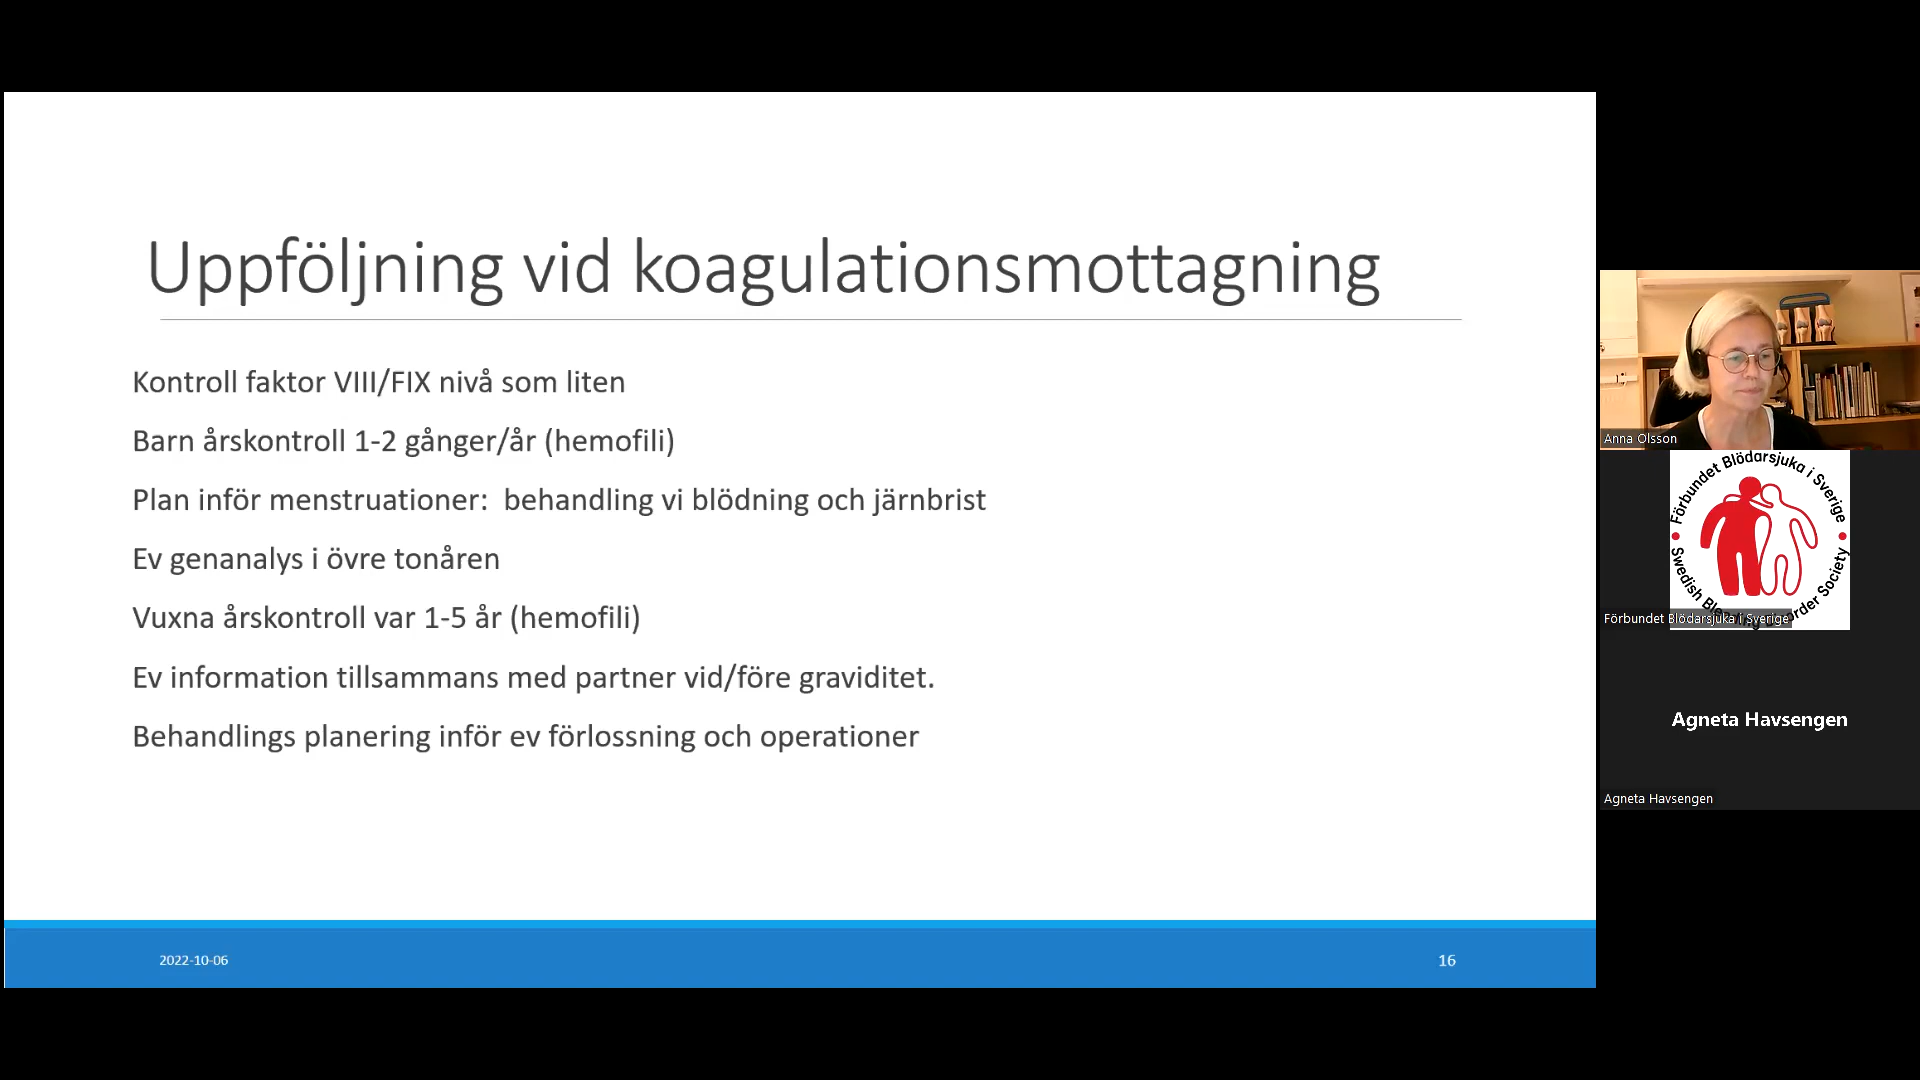 Uppföljning vid koagulationsmottagning
Kontroll faktor VIII/FIX nivå som liten
Barn årskontroll 1-2 gånger/år (hemofili)
Plan inför menstruationer:  behandling vi blödning och järnbrist
Ev genanalys i övre tonåren
Vuxna årskontroll var 1-5 år (hemofili)
Ev information tillsammans med partner vid/före graviditet.
Behandlings planering inför ev förlossning och operationer
2022-10-06
16
Anna Olsson
Förbundet Blödarsjuka i Sverige
Swedish Society
Förbundet Blödarsjuka i Sverige
Agneta Havsengen
Agneta Havsengen